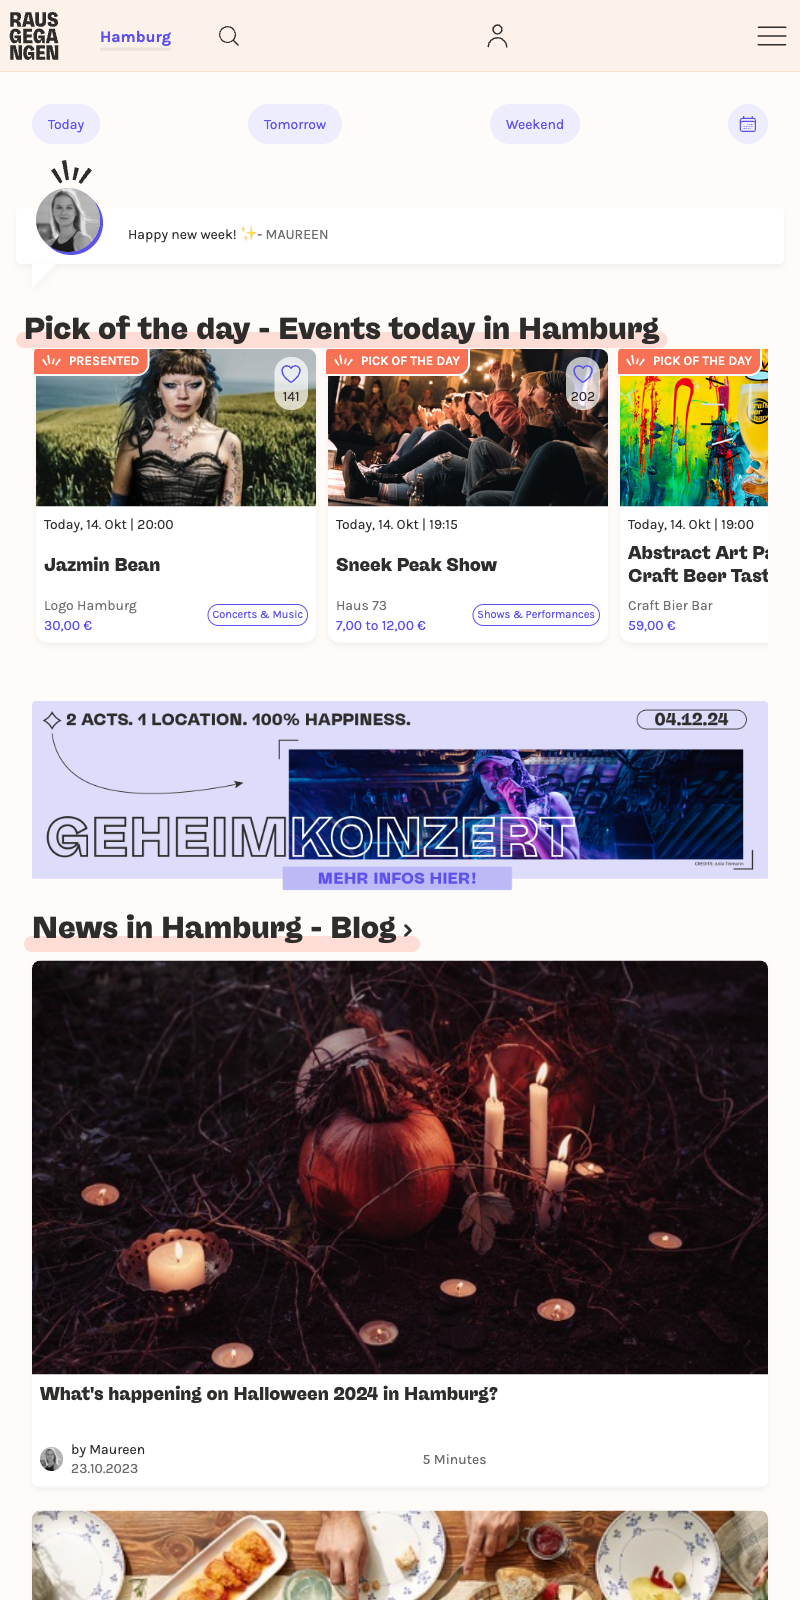 RAUS
GEGA
NGEN
Hamburg
Today
Tomorrow
Weekend
Happy new week! ✨- MAUREEN
Pick of the day - Events today in Hamburg
PRESENTED
141
Today, 14. Okt | 20:00
Jazmin Bean
Logo Hamburg
30,00 €
Concerts & Music
PICK OF THE DAY
202
Today, 14. Okt | 19:15
Sneek Peak Show
Haus 73
7,00 to 12,00 €
Shows & Performances
PICK OF THE DAY
Today, 14. Okt | 19:00
Abstract Art Pa
Craft Beer Tast
Craft Bier Bar
59,00 €
2 ACTS. 1 LOCATION. 100% HAPPINESS.
04.12.24
GEHEIMKONZERT
MEHR INFOS HIER!
News in Hamburg - Blog ›
What's happening on Halloween 2024 in Hamburg?
by Maureen
23.10.2023
5 Minutes